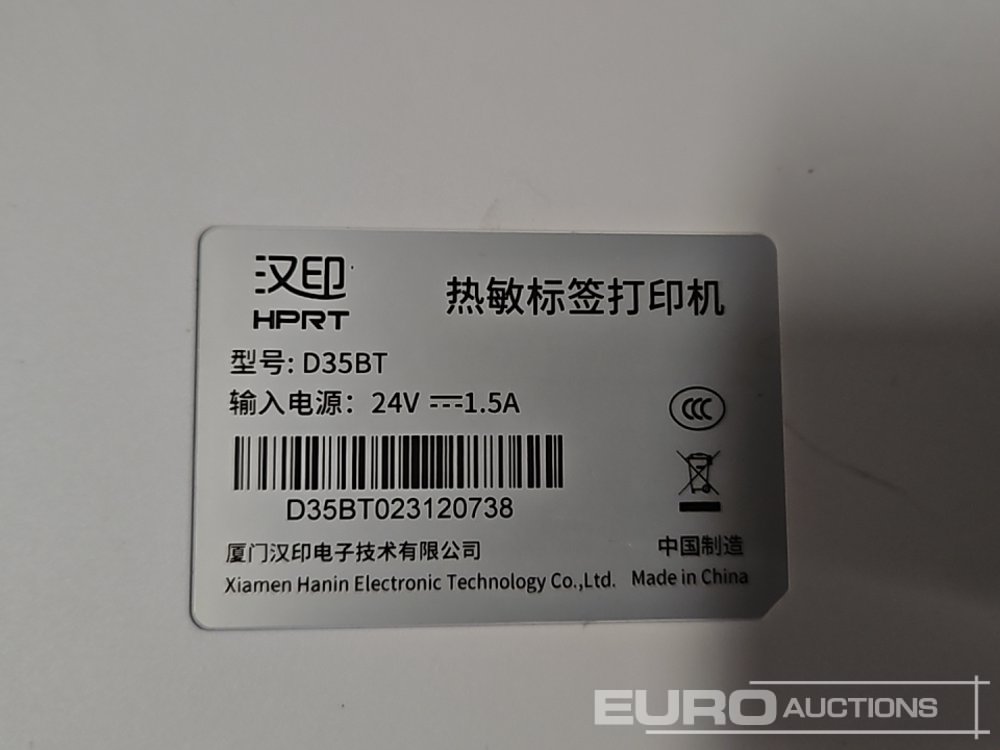 汉印
HPRT
热敏标签打印机
型号: D35BT
输入电源: 24V ⎓1.5A
CCC
D35BT023120738
厦门汉印电子技术有限公司
Xiamen Hanin Electronic Technology Co.,Ltd.
中国制造
Made in China
EURO AUCTIONS